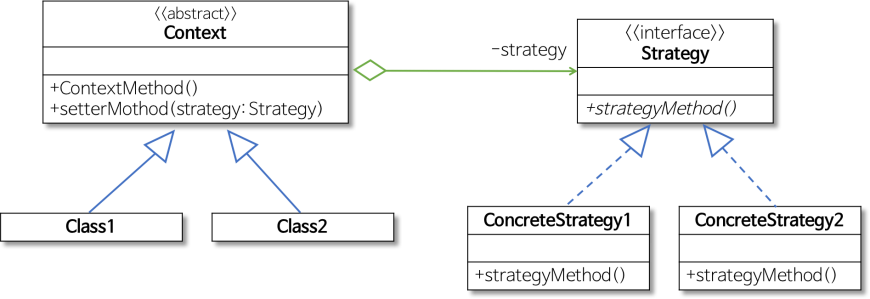 《abstract》
Context
+ContextMethod()
+setterMothod(strategy: Strategy)
-strategy
《interface》
Strategy
+strategyMethod()
Class1
Class2
ConcreteStrategy1
+strategyMethod()
ConcreteStrategy2
+strategyMethod()